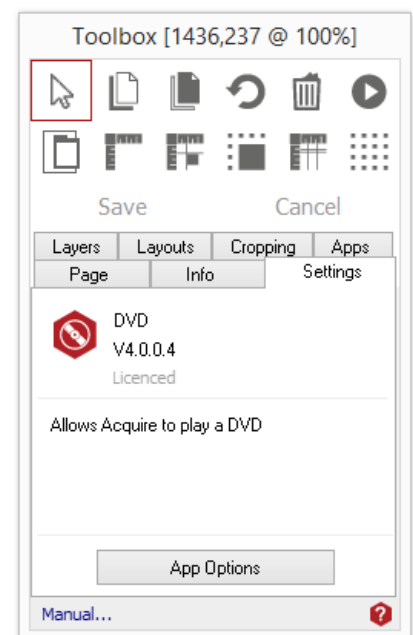 Toolbox [1436,237 @ 100%]
Save Cancel
Layers Layouts Cropping Apps
Page Info Settings
DVD
V4.0.0.4
Licenced
Allows Acquire to play a DVD
App Options
Manual... ?